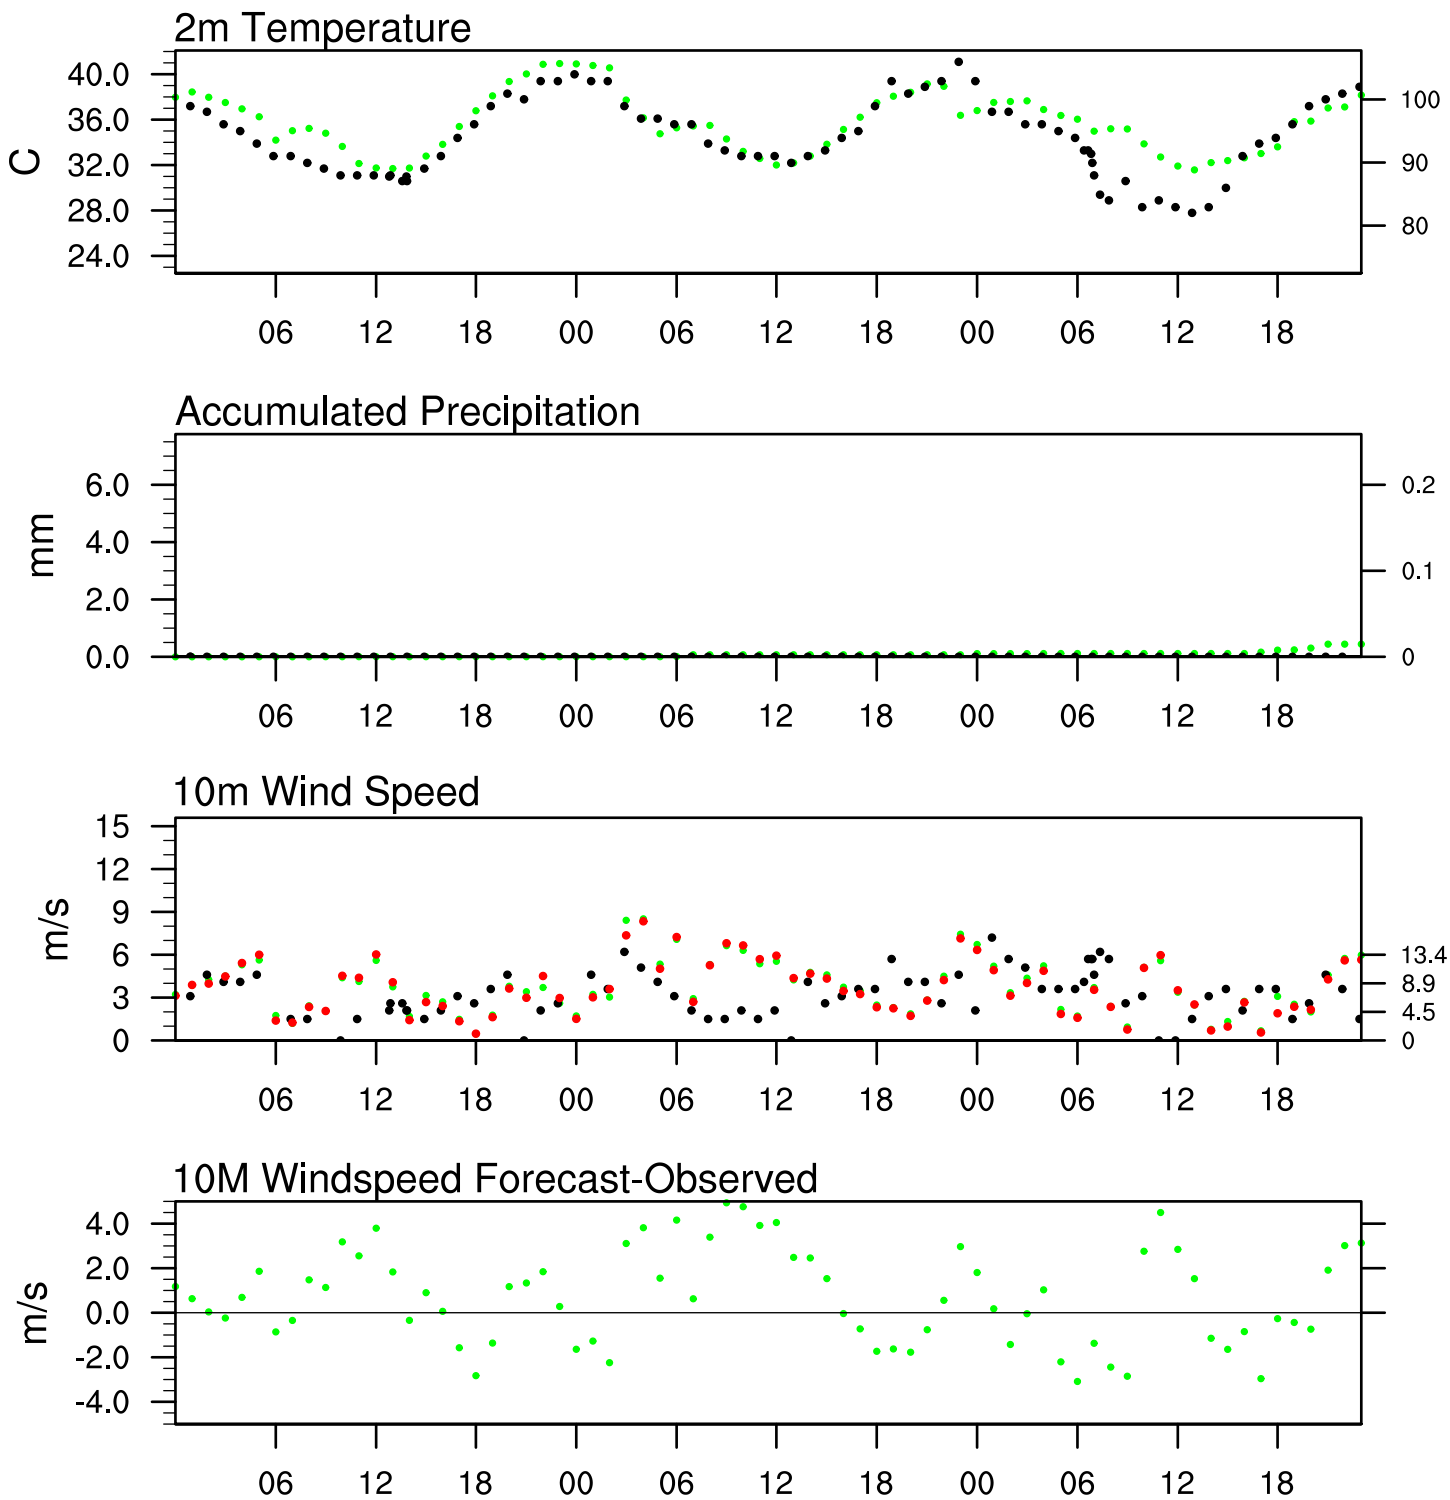 2m Temperature
40.0
36.0
32.0
28.0
24.0
C
100
90
80
06 12 18 00 06 12 18 00 06 12 18
Accumulated Precipitation
6.0
4.0
2.0
0.0
mm
0.2
0.1
0
06 12 18 00 06 12 18 00 06 12 18
10m Wind Speed
15
12
9
6
3
0
m/s
13.4
8.9
4.5
0
06 12 18 00 06 12 18 00 06 12 18
10M Windspeed Forecast-Observed
4.0
2.0
0.0
-2.0
-4.0
m/s
06 12 18 00 06 12 18 00 06 12 18